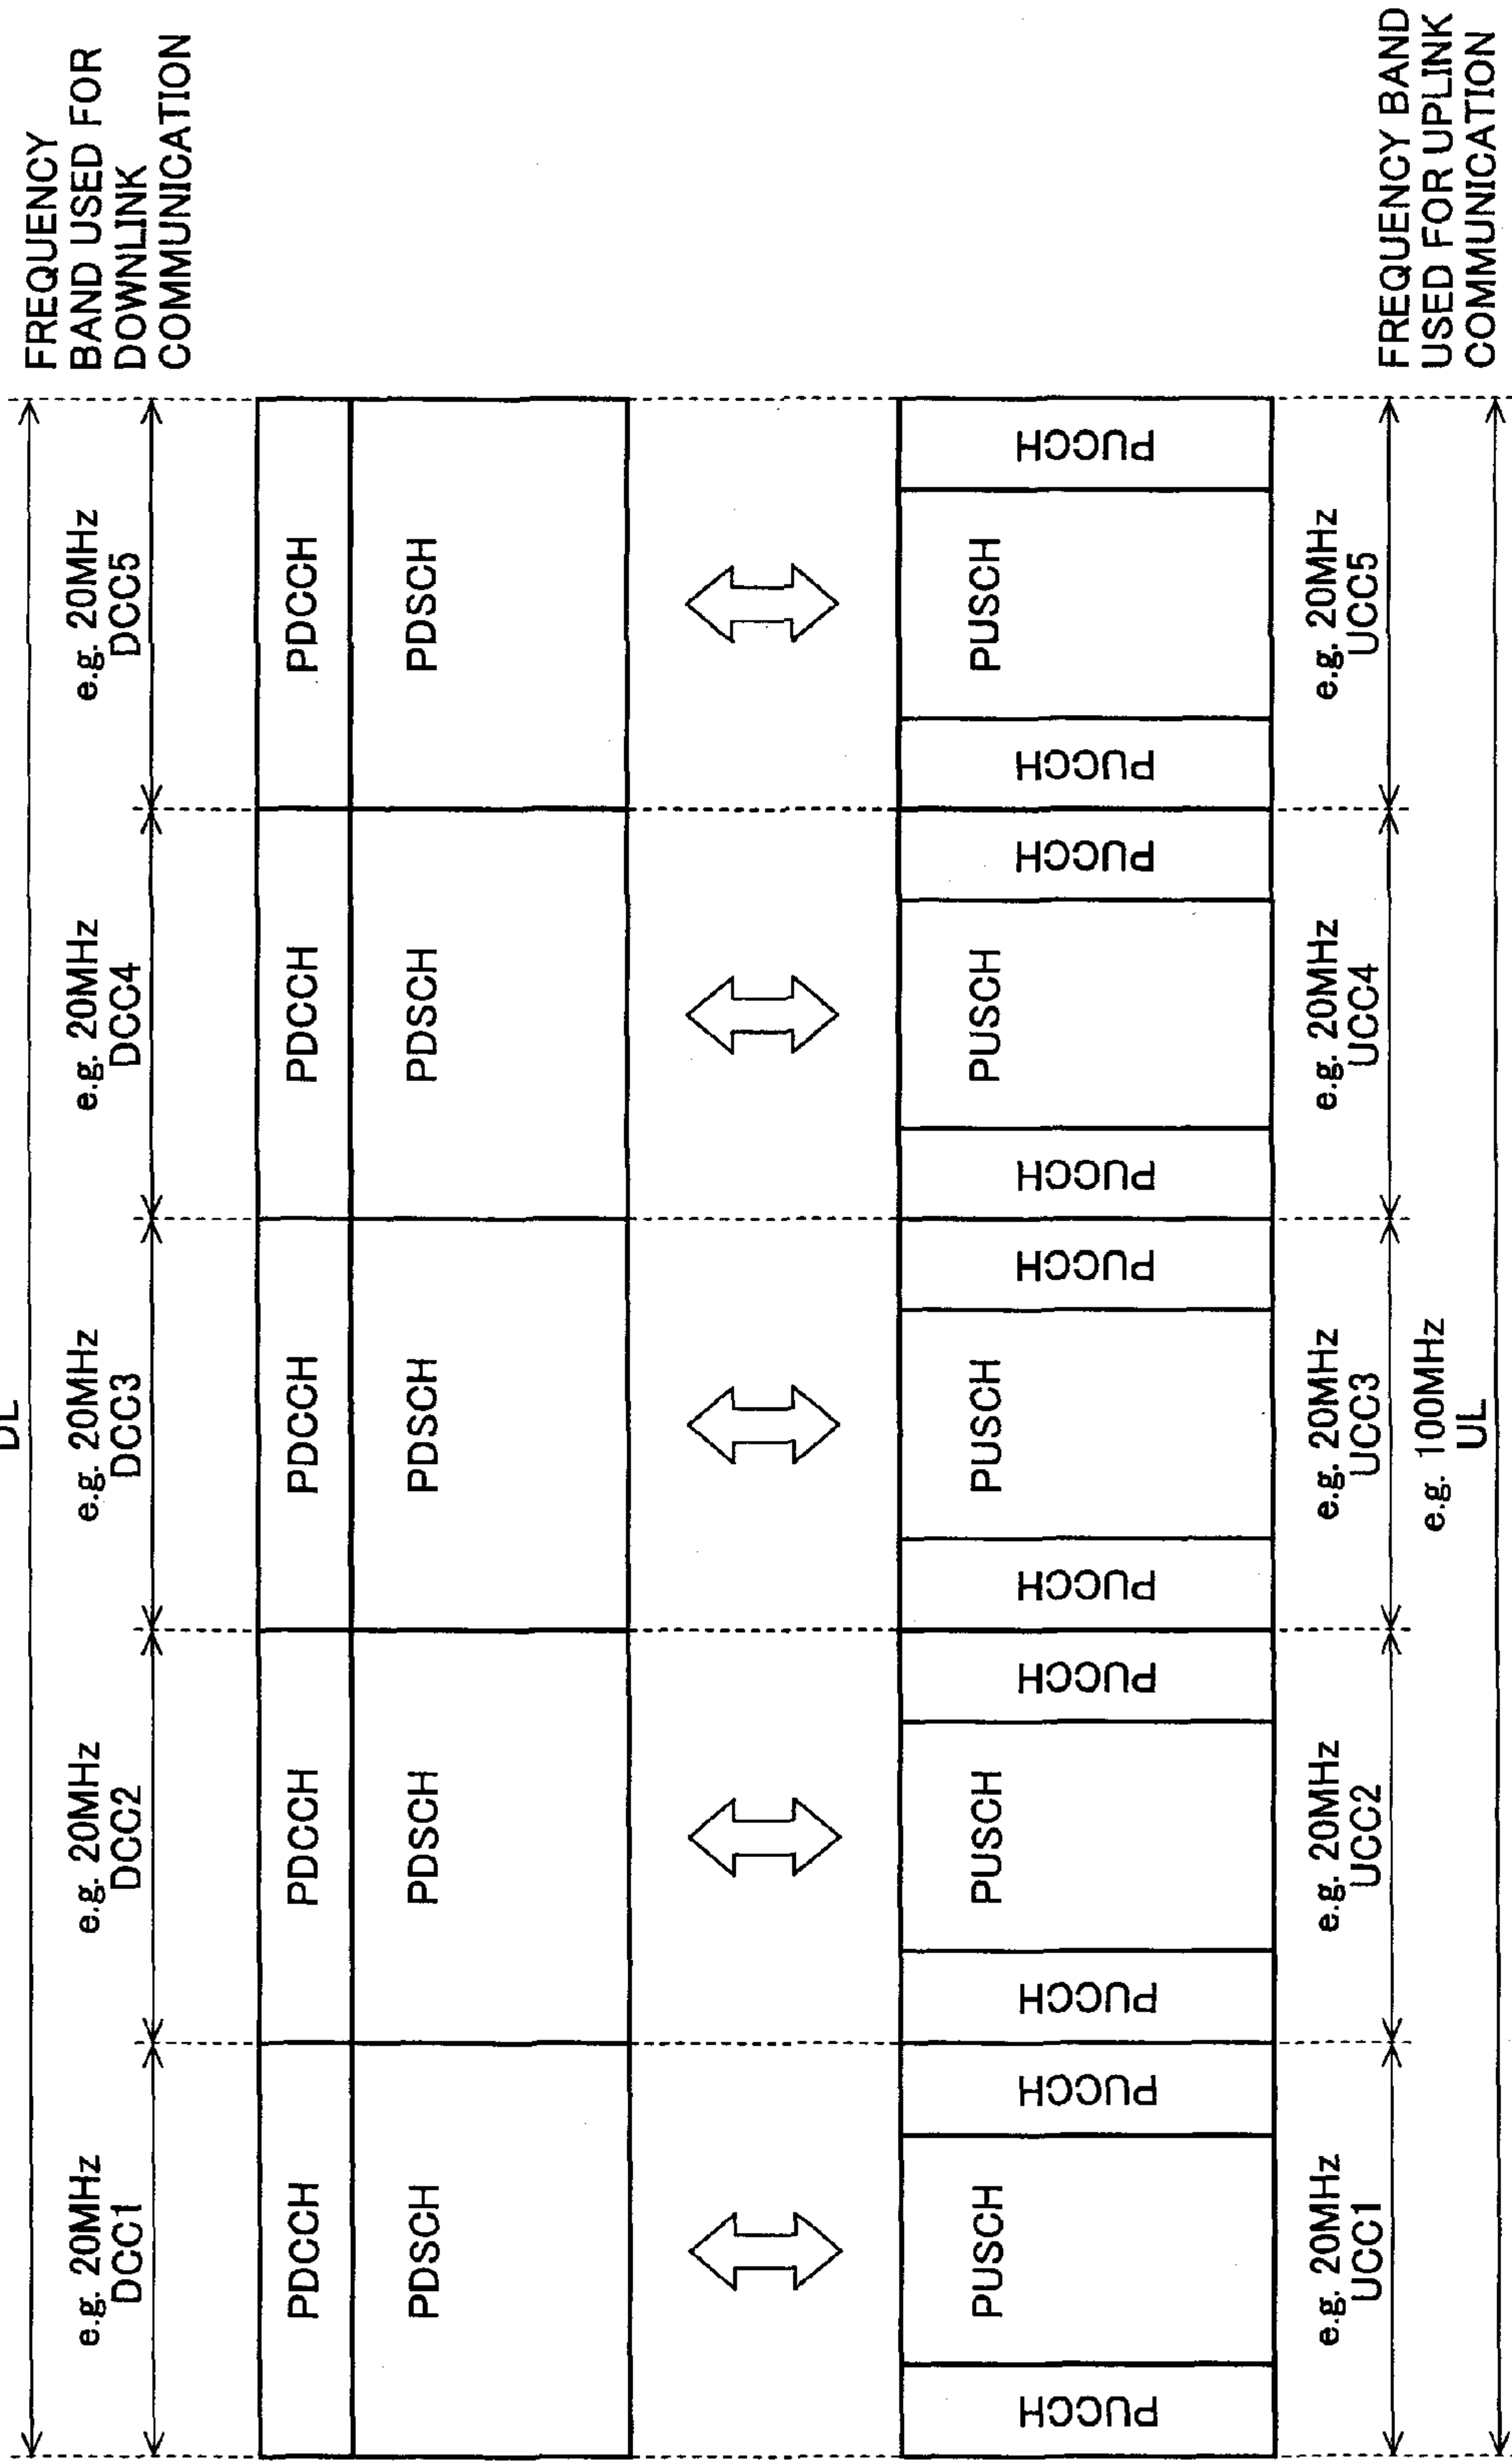 DL
FREQUENCY
BAND USED FOR
DOWNLINK
COMMUNICATION
e.g. 20MHz
DCC1
e.g. 20MHz
DCC2
e.g. 20MHz
DCC3
e.g. 20MHz
DCC4
e.g. 20MHz
DCC5
PDCCH
PDCCH
PDCCH
PDCCH
PDCCH
PDSCH
PDSCH
PDSCH
PDSCH
PDSCH
PUCCH
PUSCH
PUCCH
PUCCH
PUSCH
PUCCH
PUCCH
PUSCH
PUCCH
PUCCH
PUSCH
PUCCH
PUCCH
PUSCH
PUCCH
e.g. 20MHz
UCC1
e.g. 20MHz
UCC2
e.g. 20MHz
UCC3
e.g. 20MHz
UCC4
e.g. 20MHz
UCC5
e.g. 100MHz
UL
FREQUENCY BAND
USED FOR UPLINK
COMMUNICATION